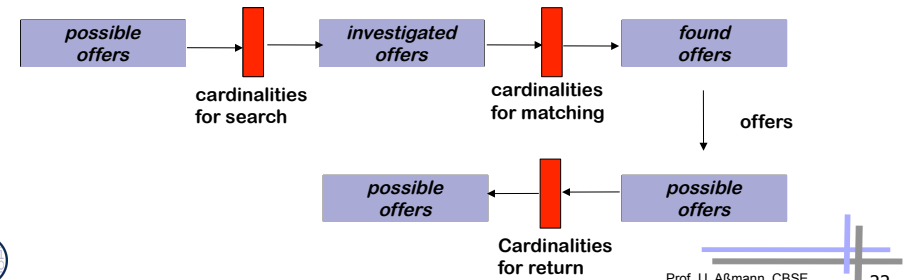 possible
offers
investigated
offers
found
offers
cardinalities
for search
cardinalities
for matching
offers
possible
offers
possible
offers
Cardinalities
for return
Prof. U. Aßmann, CBSE